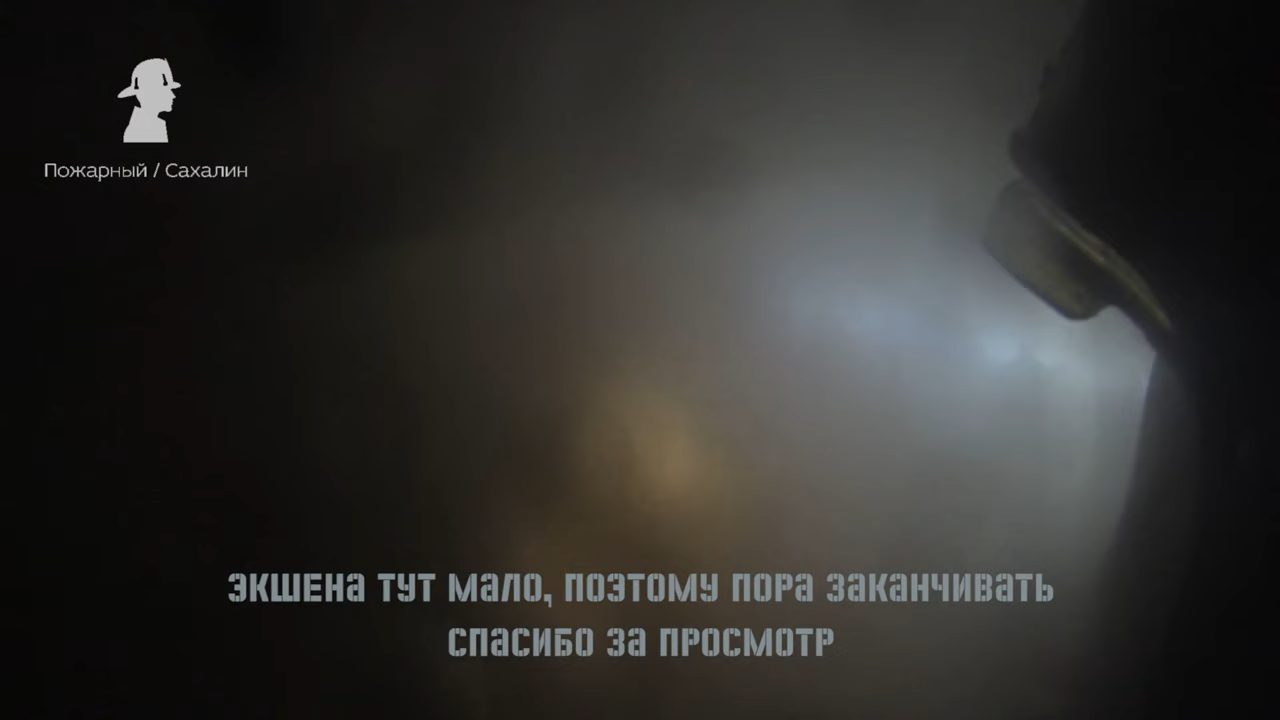 Пожарный / Сахалин
ЭКШЕНА ТУТ МАЛО, ПОЭТОМУ ПОРА ЗАКАНЧИВАТЬ
СПАСИБО ЗА ПРОСМОТР